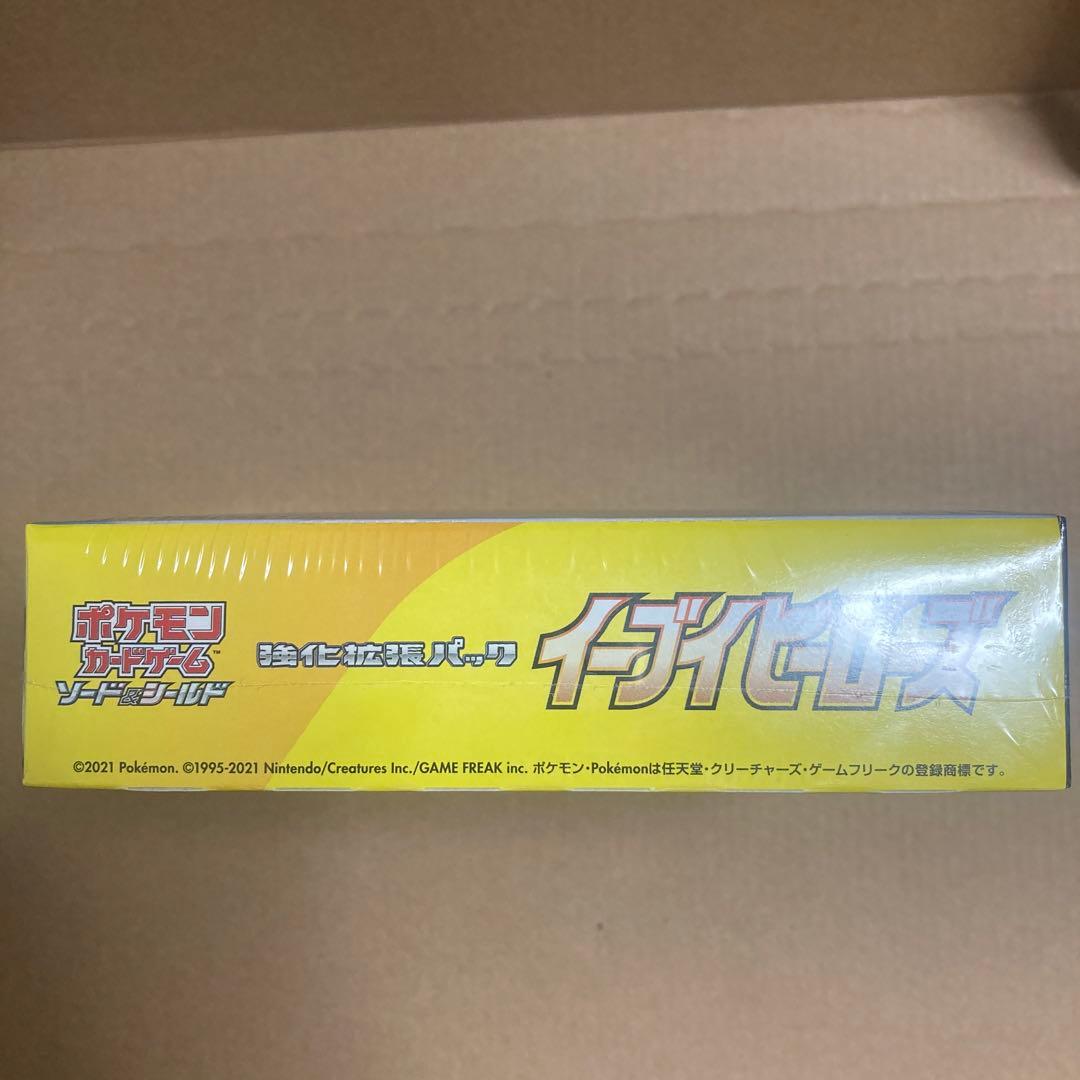 ポケモン
カードゲーム™
ソード&シールド
強化拡張パック
イーブイヒーローズ
©2021 Pokémon. ©1995-2021 Nintendo/Creatures Inc./GAME FREAK inc. ポケモン・Pokémonは任天堂・クリーチャーズ・ゲームフリークの登録商標です。